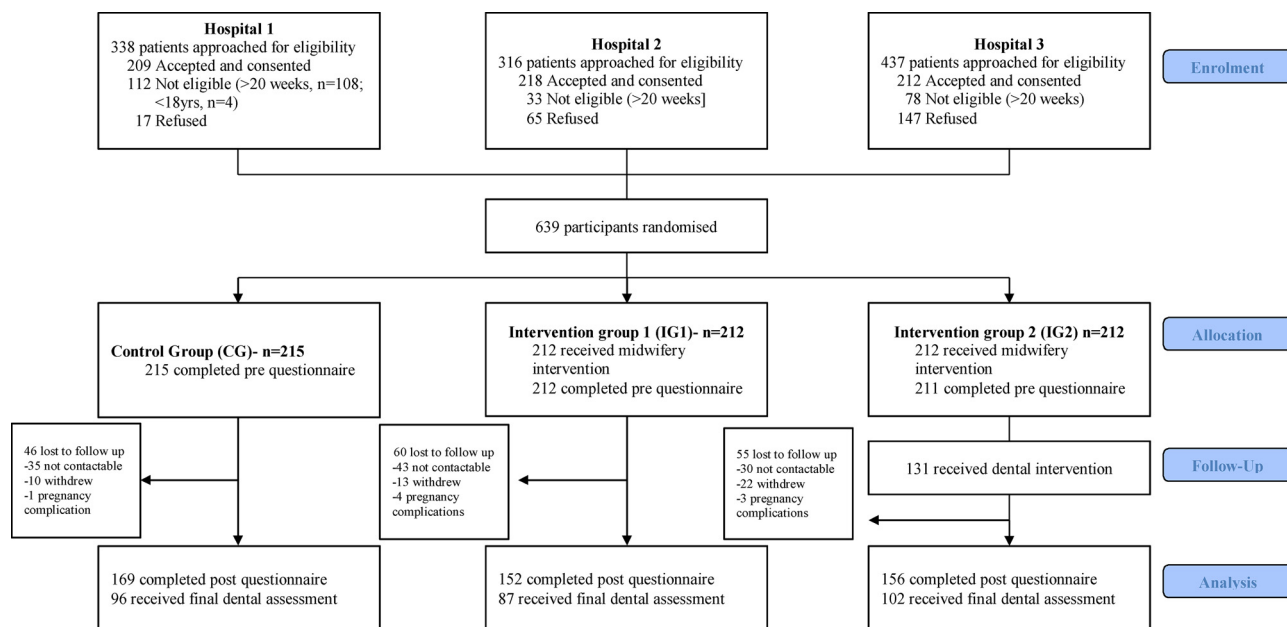 Hospital 1
338 patients approached for eligibility
209 Accepted and consented
112 Not eligible (>20 weeks, n=108;
<18yrs, n=4)
17 Refused
Hospital 2
316 patients approached for eligibility
218 Accepted and consented
33 Not eligible (>20 weeks]
65 Refused
Hospital 3
437 patients approached for eligibility
212 Accepted and consented
78 Not eligible (>20 weeks)
147 Refused
Enrolment
639 participants randomised
Control Group (CG)- n=215
215 completed pre questionnaire
Intervention group 1 (IG1)- n=212
212 received midwifery
intervention
212 completed pre questionnaire
Intervention group 2 (IG2)- n=212
212 received midwifery
intervention
211 completed pre questionnaire
Allocation
46 lost to follow up
-35 not contactable
-10 withdrew
-1 pregnancy
complication
60 lost to follow up
-43 not contactable
-13 withdrew
-4 pregnancy
complications
55 lost to follow up
-30 not contactable
-22 withdrew
-3 pregnancy
complications
131 received dental intervention
Follow-Up
169 completed post questionnaire
96 received final dental assessment
152 completed post questionnaire
87 received final dental assessment
156 completed post questionnaire
102 received final dental assessment
Analysis